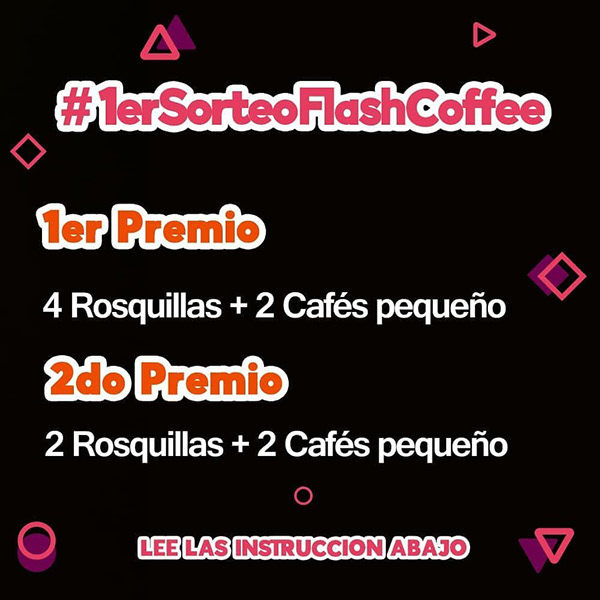 #1erSorteoFlashCoffee
1er Premio
4 Rosquillas + 2 Cafés pequeño
2do Premio
2 Rosquillas + 2 Cafés pequeño
LEE LAS INSTRUCCION ABAJO